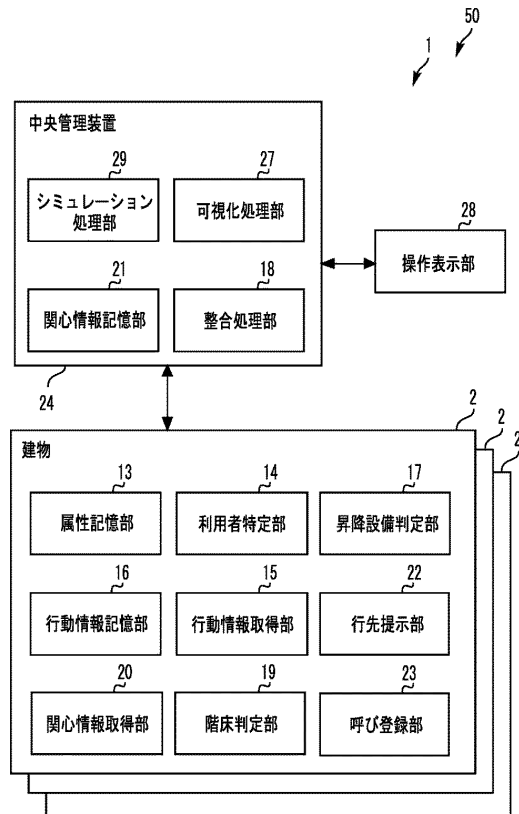 50
1
中央管理装置
29
27
シミュレーション
処理部
可視化処理部
28
操作表示部
21
18
関心情報記憶部
整合処理部
24
2
2
2
建物
13
14
17
属性記憶部
利用者特定部
昇降設備判定部
16
15
22
行動情報記憶部
行動情報取得部
行先提示部
20
19
23
関心情報取得部
階床判定部
呼び登録部